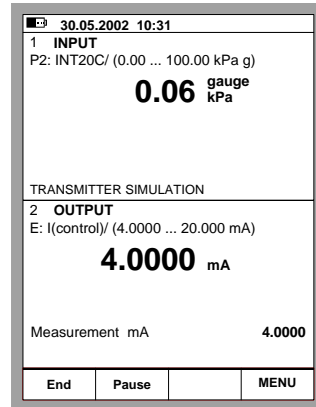 30.05.2002 10:31
1 INPUT
P2: INT20C/ (0.00 ... 100.00 kPa g)
0.06 gauge kPa
TRANSMITTER SIMULATION
2 OUTPUT
E: I(control)/ (4.0000 ... 20.000 mA)
4.0000 mA
Measurement mA 4.0000
End Pause MENU